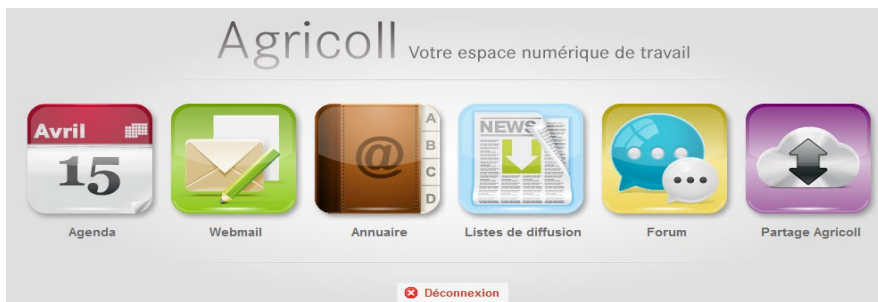 Agricoll Votre espace numérique de travail
Avril
15
@
A
B
C
D
NEWS
Agenda
Webmail
Annuaire
Listes de diffusion
Forum
Partage Agricoll
Déconnexion